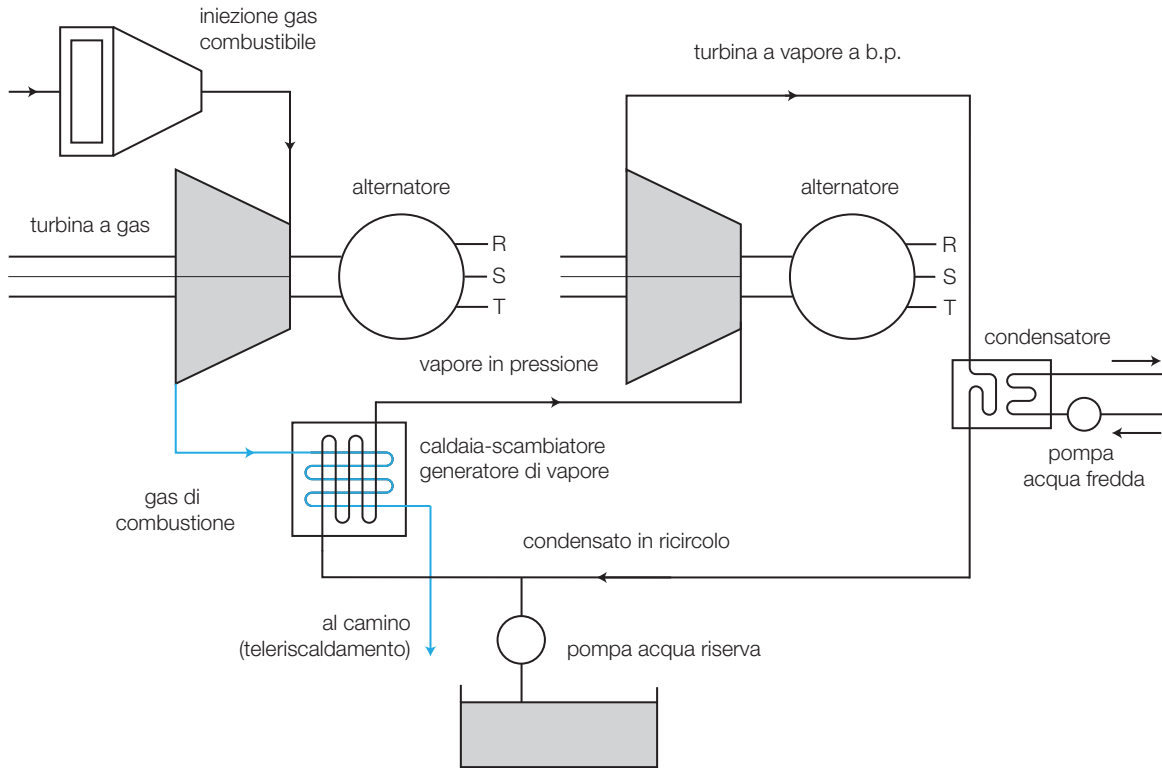 iniezione gas
combustibile
turbina a vapore a b.p.
turbina a gas
alternatore
R
S
T
alternatore
R
S
T
vapore in pressione
condensatore
caldaia-scambiatore
generatore di vapore
pompa
acqua fredda
gas di
combustione
condensato in ricircolo
al camino
(teleriscaldamento)
pompa acqua riserva